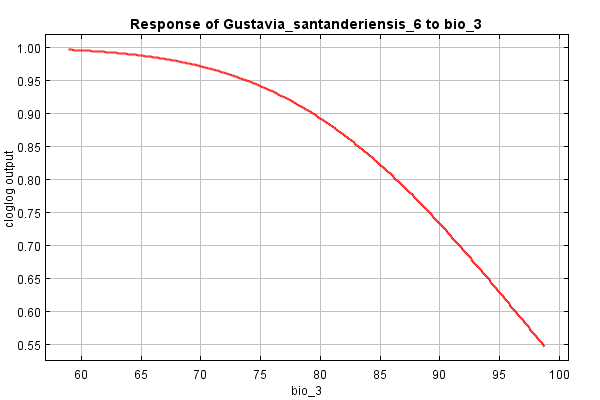 Response of Gustavia_santanderiensis_6 to bio_3
1.00
0.95
0.90
0.85
0.80
0.75
0.70
0.65
0.60
0.55
cloglog output
60 65 70 75 80 85 90 95 100
bio_3